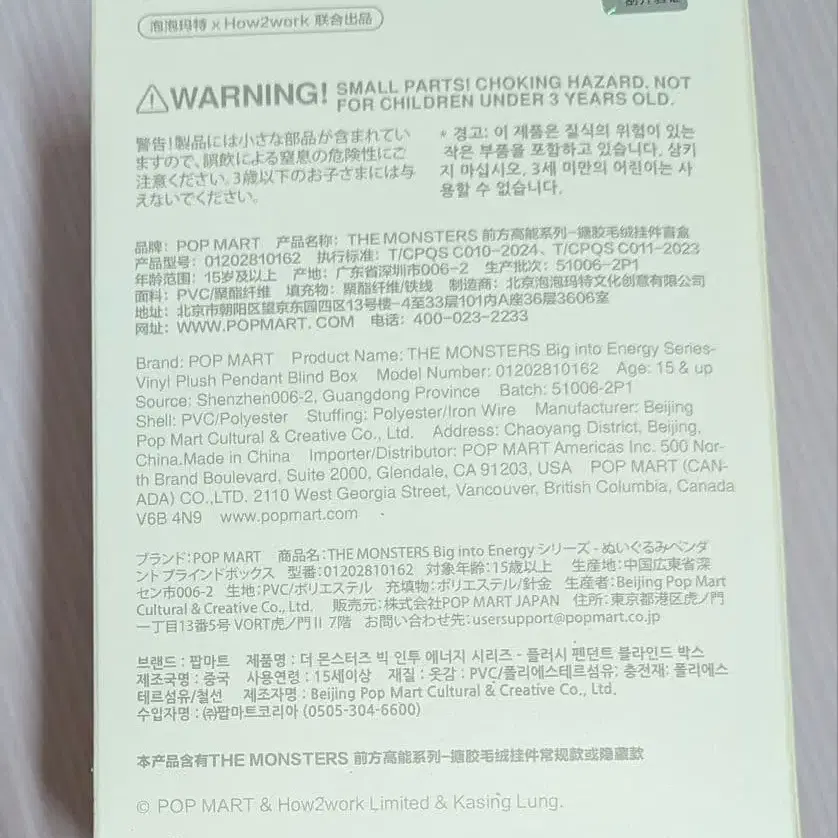 泡泡玛特 x How2work 联合出品
WARNING! SMALL PARTS! CHOKING HAZARD. NOT
FOR CHILDREN UNDER 3 YEARS OLD.
警告!製品には小さな部品が含まれてい
ますので、誤飲による窒息の危険性にご
注意ください。3歳以下のお子さまには与
えないでください。
* 경고: 이 제품은 질식의 위험이 있는
작은 부품을 포함하고 있습니다. 삼키
지 마십시오, 3세 미만의 어린이는 사
용할 수 없습니다.
品牌: POP MART 产品名称: THE MONSTERS 前方高能系列-搪胶毛绒挂件盲盒
产品型号: 01202810162 执行标准: T/CPQS C010-2024、T/CPQS C011-2023
年龄范围: 15岁及以上 产地: 广东省深圳市006-2 生产批次: 51006-2P1
面料: PVC/聚酯纤维 填充物: 聚酯纤维/铁线 制造商: 北京泡泡玛特文化创意有限公司
地址: 北京市朝阳区望京东园四区13号楼-4至33层101内A座36层3606室
网址: WWW.POPMART.COM 电话: 400-023-2233
Brand: POP MART Product Name: THE MONSTERS Big into Energy Series-
Vinyl Plush Pendant Blind Box Model Number: 01202810162 Age: 15 & up
Source: Shenzhen006-2, Guangdong Province Batch: 51006-2P1
Shell: PVC/Polyester Stuffing: Polyester/Iron Wire Manufacturer: Beijing
Pop Mart Cultural & Creative Co., Ltd. Address: Chaoyang District, Beijing,
China.Made in China Importer/Distributor: POP MART Americas Inc. 500 Nor-
th Brand Boulevard, Suite 2000, Glendale, CA 91203, USA POP MART (CAN-
ADA) CO.,LTD. 2110 West Georgia Street, Vancouver, British Columbia, Canada
V6B 4N9 www.popmart.com
ブランド:POP MART 商品名:THE MONSTERS Big into Energy シリーズ - ぬいぐるみペンダ
ント ブラインドボックス 型番:01202810162 対象年齢:15歳以上 生産地:中国広東省深
セン市006-2 生地:PVC/ポリエステル 充填物:ポリエステル/針金 生産者:Beijing Pop Mart
Cultural & Creative Co., Ltd. 販売元:株式会社POP MART JAPAN 住所:東京都港区虎ノ門
一丁目13番5号 VORT虎ノ門II 7階 お問い合わせ先:usersupport@popmart.co.jp
브랜드 : 팝마트 제품명 : 더 몬스터즈 빅 인투 에너지 시리즈 - 플러시 펜던트 블라인드 박스
제조국명 : 중국 사용연령 : 15세이상 재질 : 옷감 : PVC/폴리에스테르섬유; 충전재: 폴리에스
테르섬유/철선 제조자명 : Beijing Pop Mart Cultural & Creative Co., Ltd.
수입자명 : ㈜팝마트코리아 (0505-304-6600)
本产品含有THE MONSTERS 前方高能系列-搪胶毛绒挂件常规款或隐藏款
© POP MART & How2work Limited & Kasing Lung.